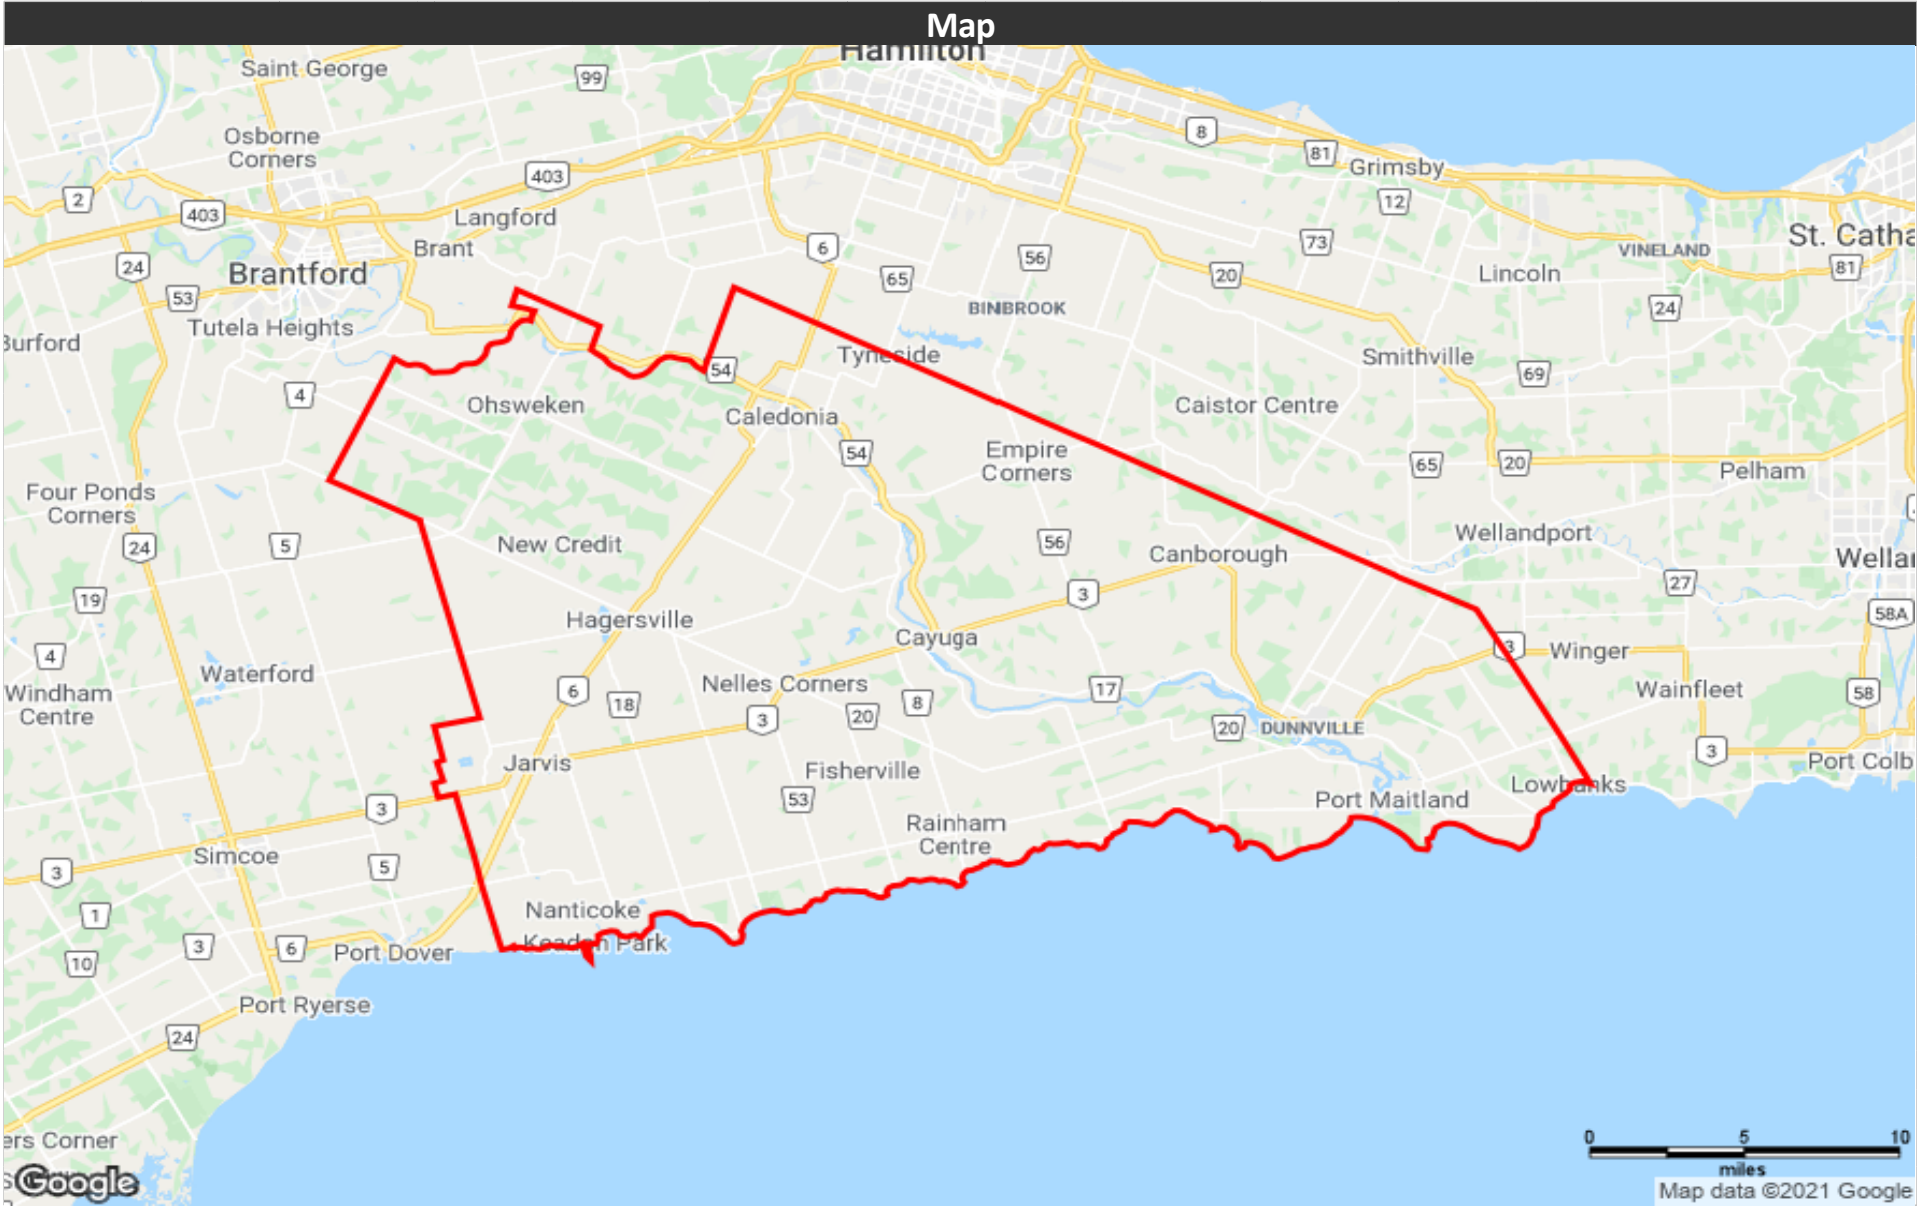 Map
Hamilton
Saint George
99
Osborne
Corners
8
81
Grimsby
403
2
12
403
Langford
Brant
6
73
VINELAND
St. Catha
24
Brantford
65
56
20
Lincoln
81
53
BINBROOK
24
Tutela Heights
Burford
Tyneside
Smithville
54
69
4
Ohsweken
Caledonia
Caistor Centre
54
Empire
Corners
65
20
Pelham
Four Ponds
Corners
24
5
New Credit
56
Canborough
Wellandport
Wellar
27
19
3
58A
Hagersville
Cayuga
4
3
Winger
Waterford
Windham
Centre
6
18
Nelles Corners
3
20
8
17
Wainfleet
58
20
DUNNVILLE
3
Jarvis
Fisherville
Lowbanks
Port Colb
53
Port Maitland
3
Rainham
Centre
Simcoe
5
3
1
Nanticoke
3
6
Port Dover
Park
10
Port Ryerse
24
ers Corner
0 5 10
miles
Google
Map data ©2021 Google